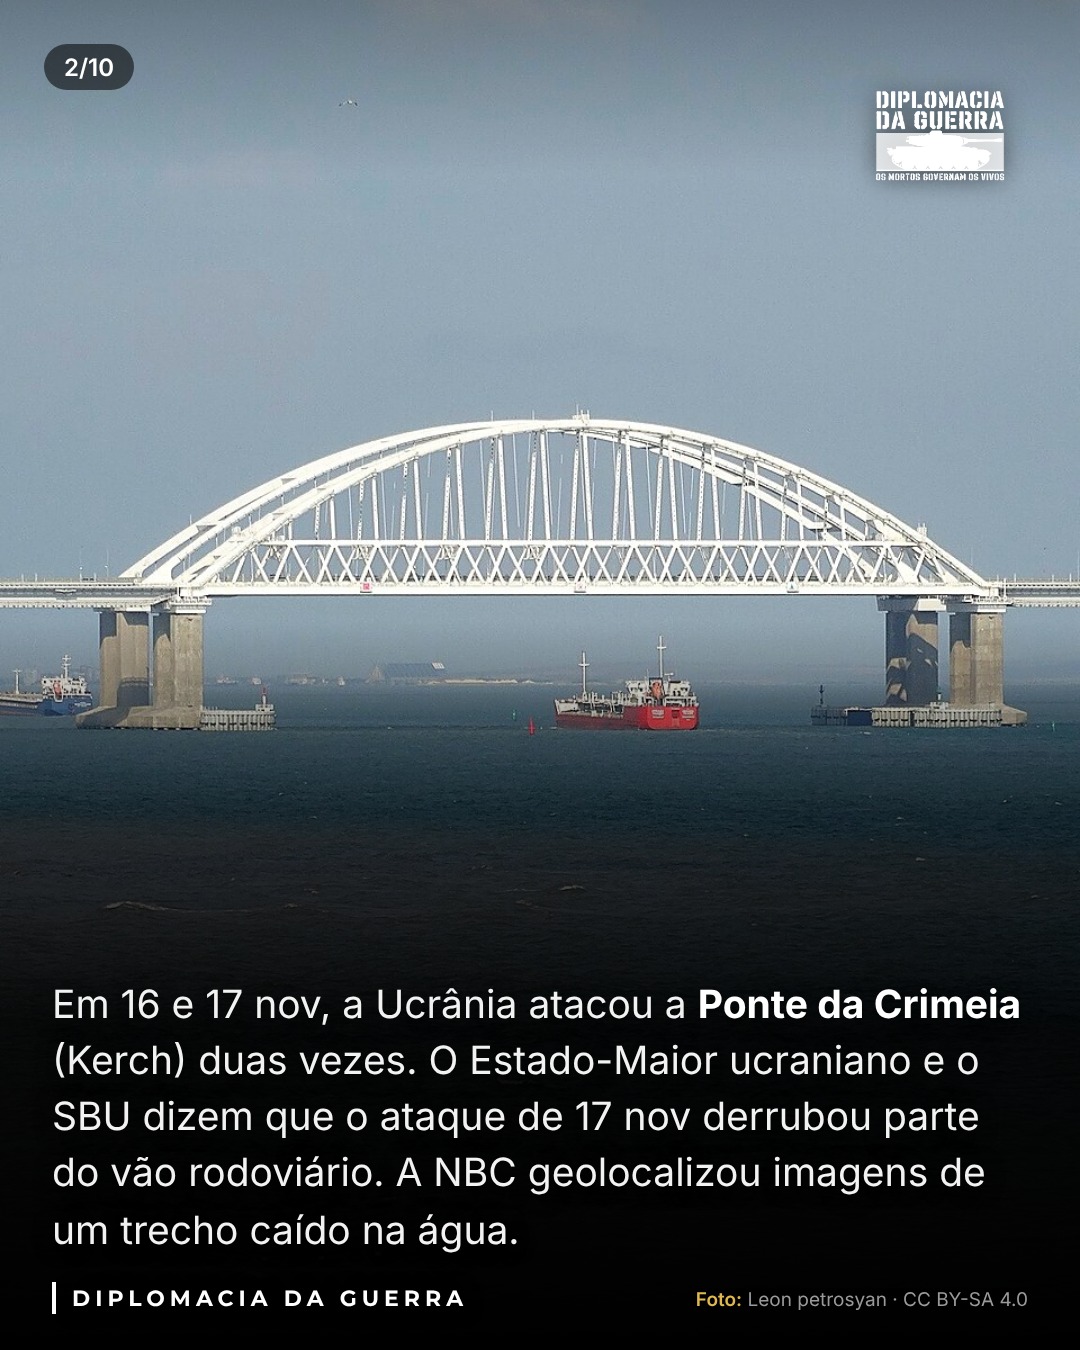 2/10
DIPLOMACIA
DA GUERRA
OS MORTOS GOVERNAM OS VIVOS
Em 16 e 17 nov, a Ucrânia atacou a Ponte da Crimeia
(Kerch) duas vezes. O Estado-Maior ucraniano e o
SBU dizem que o ataque de 17 nov derrubou parte
do vão rodoviário. A NBC geolocalizou imagens de
um trecho caído na água.
DIPLOMACIA DA GUERRA
Foto: Leon petrosyan · CC BY-SA 4.0